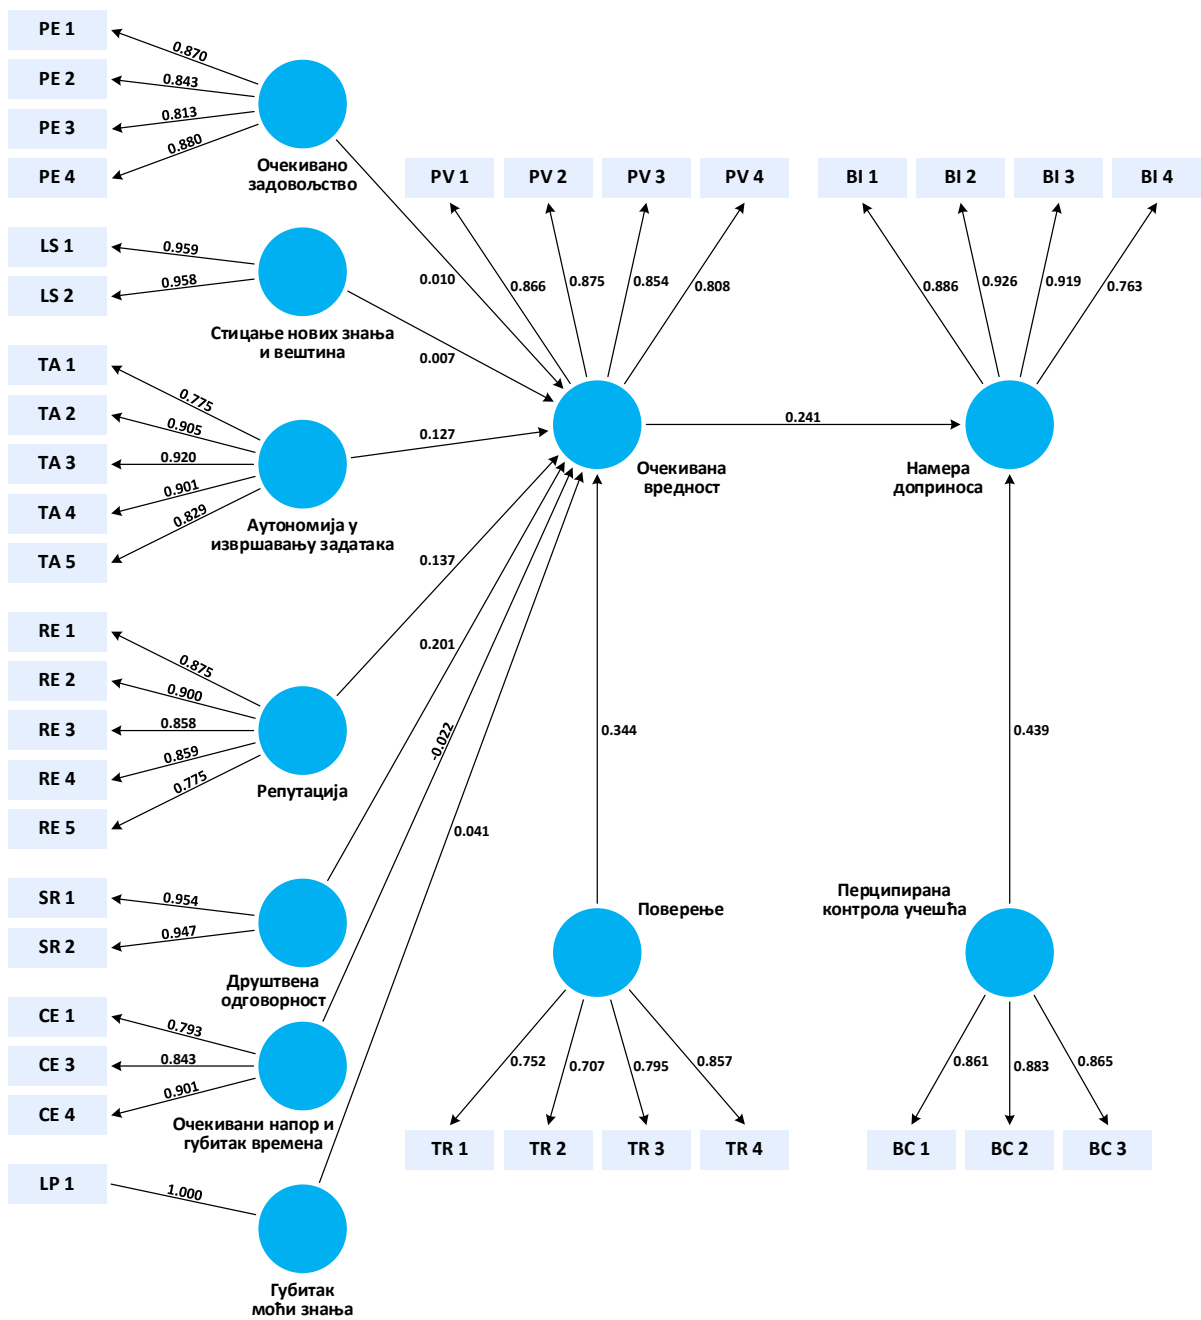 PE 1
PE 2
PE 3
PE 4
0.870
0.843
0.813
0.880
Очекивано
задовољство
LS 1
LS 2
0.959
0.958
Стицање нових знања
и вештина
TA 1
TA 2
TA 3
TA 4
TA 5
0.775
0.905
0.920
0.901
0.829
Аутономија у
извршавању задатака
RE 1
RE 2
RE 3
RE 4
RE 5
0.875
0.900
0.858
0.859
0.775
Репутација
SR 1
SR 2
0.954
0.947
Друштвена
одговорност
CE 1
CE 3
CE 4
0.793
0.843
0.901
Очекивани напор и
губитак времена
LP 1
1.000
Губитак
моћи знања
0.010
0.007
0.127
0.137
0.201
-0.022
0.041
PV 1
PV 2
PV 3
PV 4
0.866
0.875
0.854
0.808
Очекивана
вредност
0.241
BI 1
BI 2
BI 3
BI 4
0.886
0.926
0.919
0.763
Намера
доприноса
0.344
0.439
Поверење
0.752
0.707
0.795
0.857
TR 1
TR 2
TR 3
TR 4
Перципирана
контрола учешћа
0.861
0.883
0.865
BC 1
BC 2
BC 3